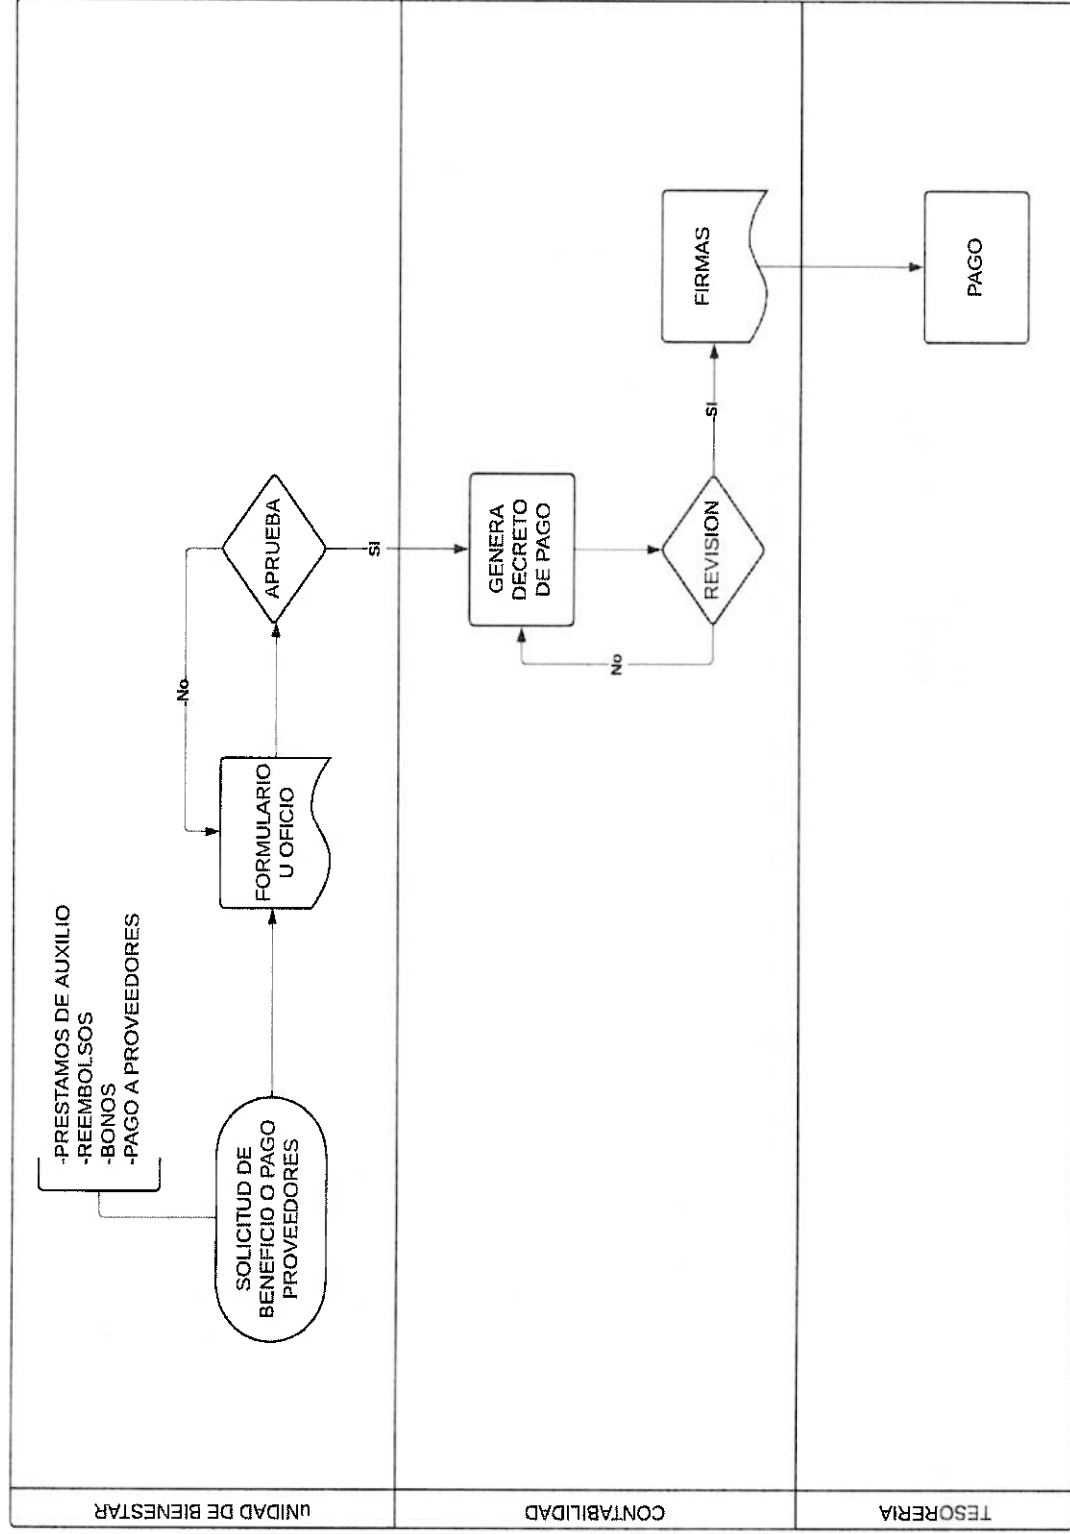 uNIDAD DE BIENESTAR
-PRESTAMOS DE AUXILIO
-REEMBOLSOS
-BONOS
-PAGO A PROVEEDORES
SOLICITUD DE
BENEFICIO O PAGO
PROVEEDORES
FORMULARIO
U OFICIO
No
APRUEBA
SI
CONTABILIDAD
GENERA
DECRETO
DE PAGO
No
REVISION
SI
FIRMAS
TESORERIA
PAGO